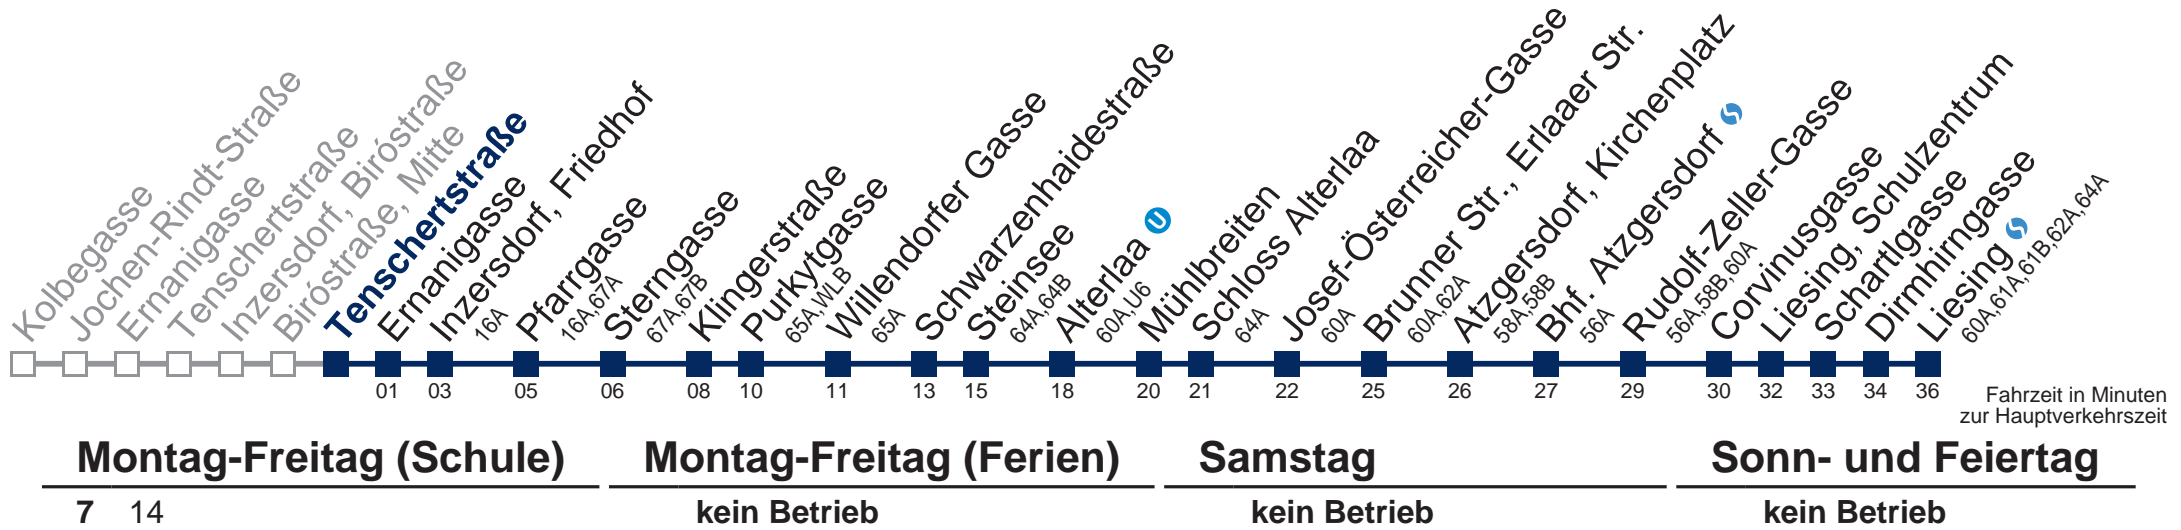 Kolbegasse
Jochen-Rindt-Straße
Ernanigasse
Tenschertstraße
Inzersdorf, Biróstraße
Biróstraße, Mitte
Tenschertstraße
Ernanigasse
Inzersdorf, Friedhof
16A
Pfarrgasse
16A,67A
Sterngasse
67A,67B
Klingerstraße
Purkytgasse
65A,WLB
Willendorfer Gasse
65A
Schwarzenhaidestraße
Steinsee
64A,64B
Alterlaa U
60A,U6
Mühlbreiten
Schloss Alterlaa
64A
Josef-Österreicher-Gasse
60A
Brunner Str., Erlaaer Str.
60A,62A
Atzgersdorf, Kirchenplatz
58A,58B
Bhf. Atzgersdorf
56A
Rudolf-Zeller-Gasse
56A,58B,60A
Corvinusgasse
Liesing, Schulzentrum
Schartlgasse
Dirmhirngasse
Liesing
60A,61A,61B,62A,64A
01 03 05 06 08 10 11 13 15 18 20 21 22 25 26 27 29 30 32 33 34 36
Fahrzeit in Minuten
zur Hauptverkehrszeit
Montag-Freitag (Schule) Montag-Freitag (Ferien) Samstag Sonn- und Feiertag
7 14 kein Betrieb kein Betrieb kein Betrieb